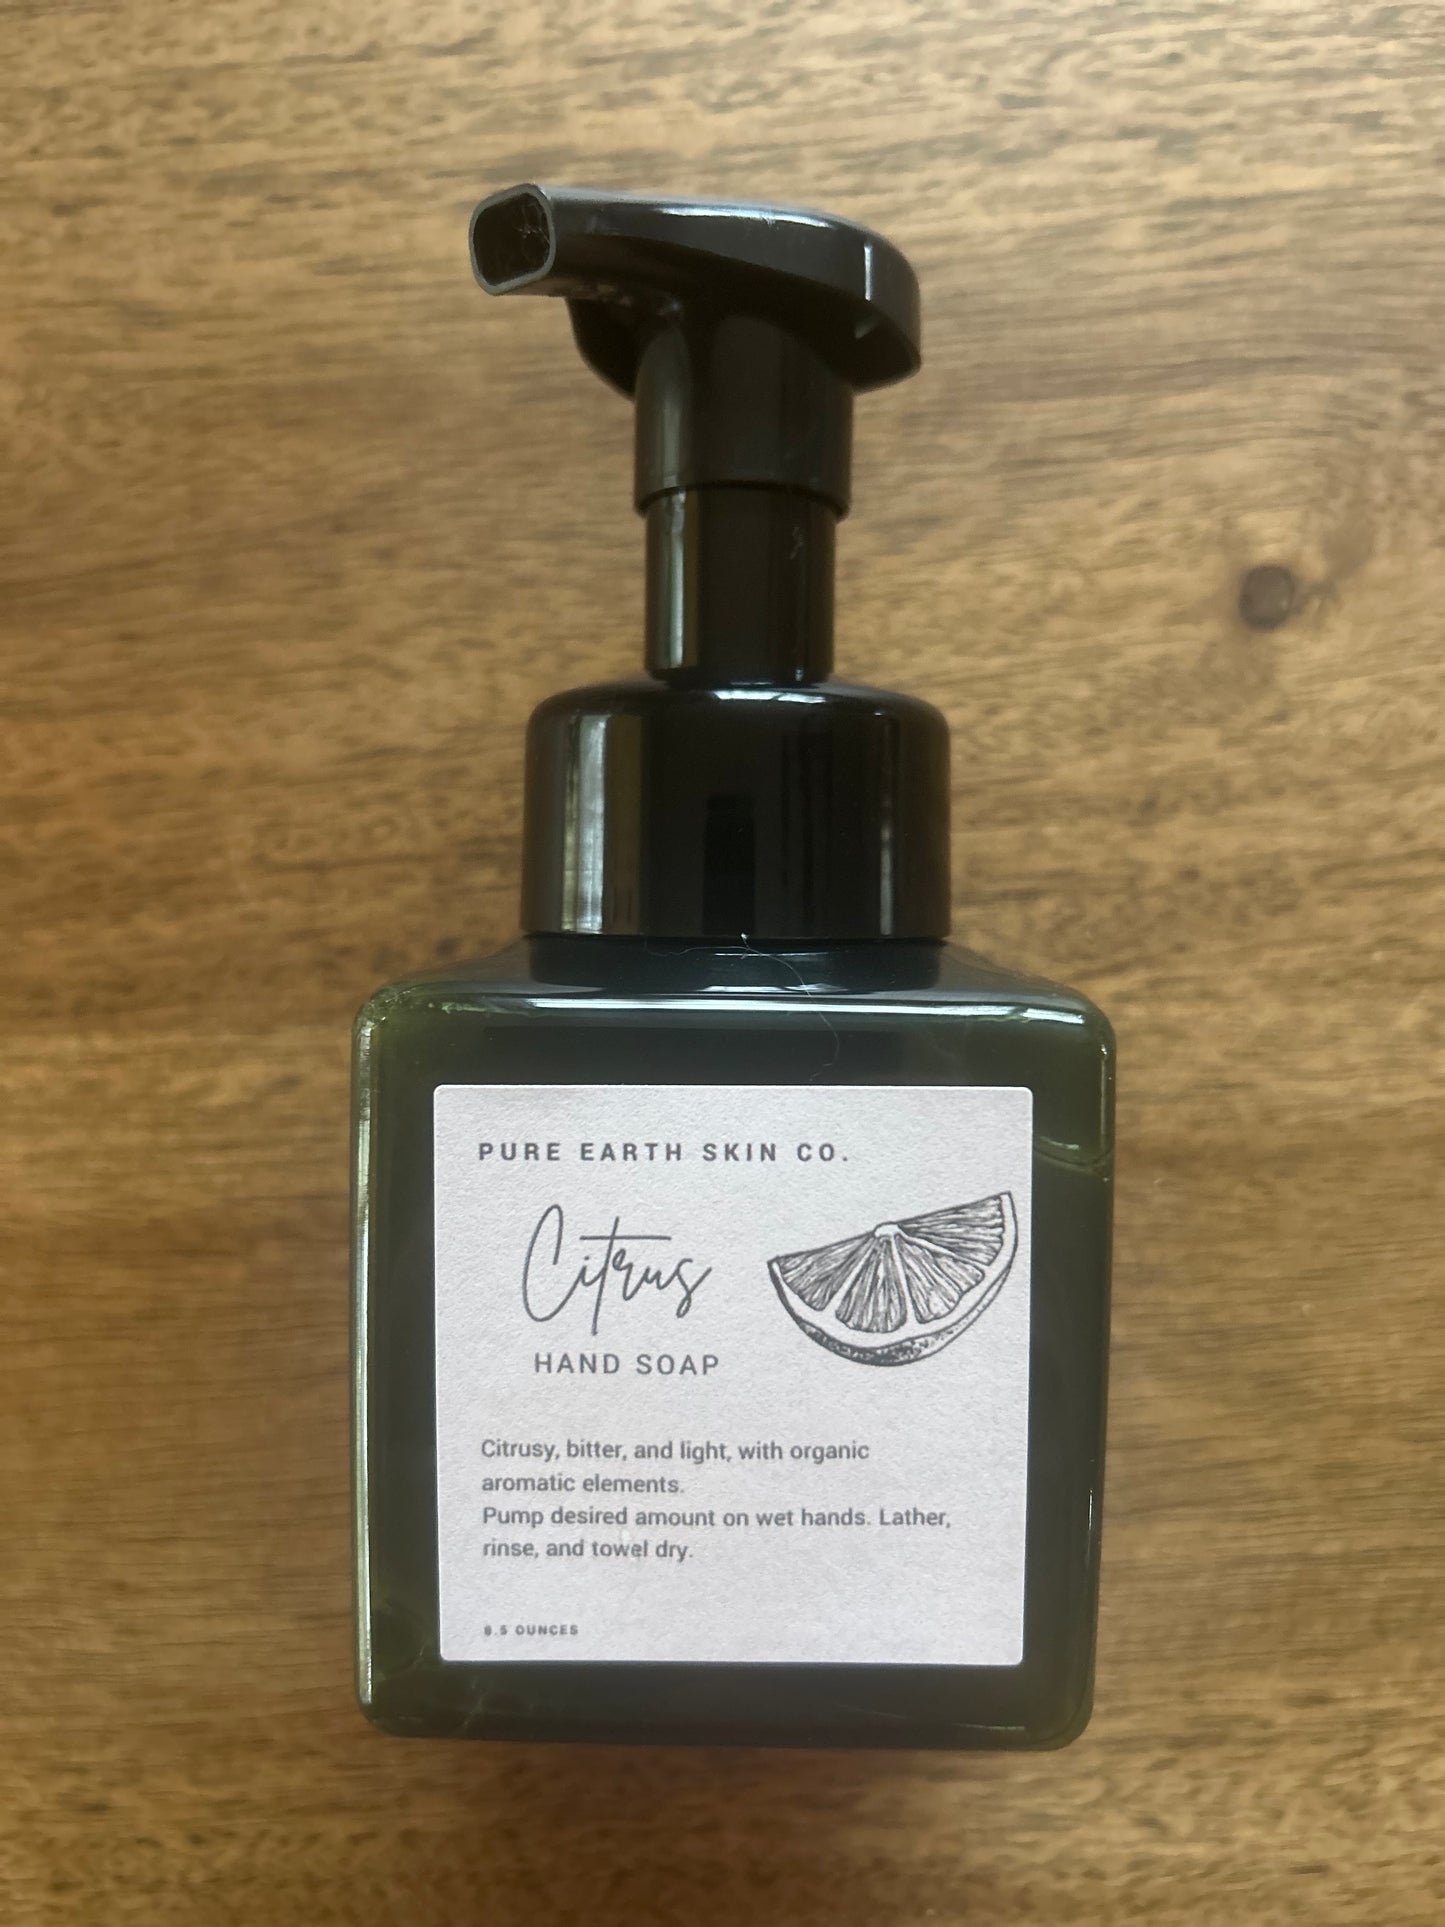 PURE EARTH SKIN CO.
Citrus
HAND SOAP
Citrusy, bitter, and light, with organic
aromatic elements.
Pump desired amount on wet hands. Lather,
rinse, and towel dry.
8.5 OUNCES